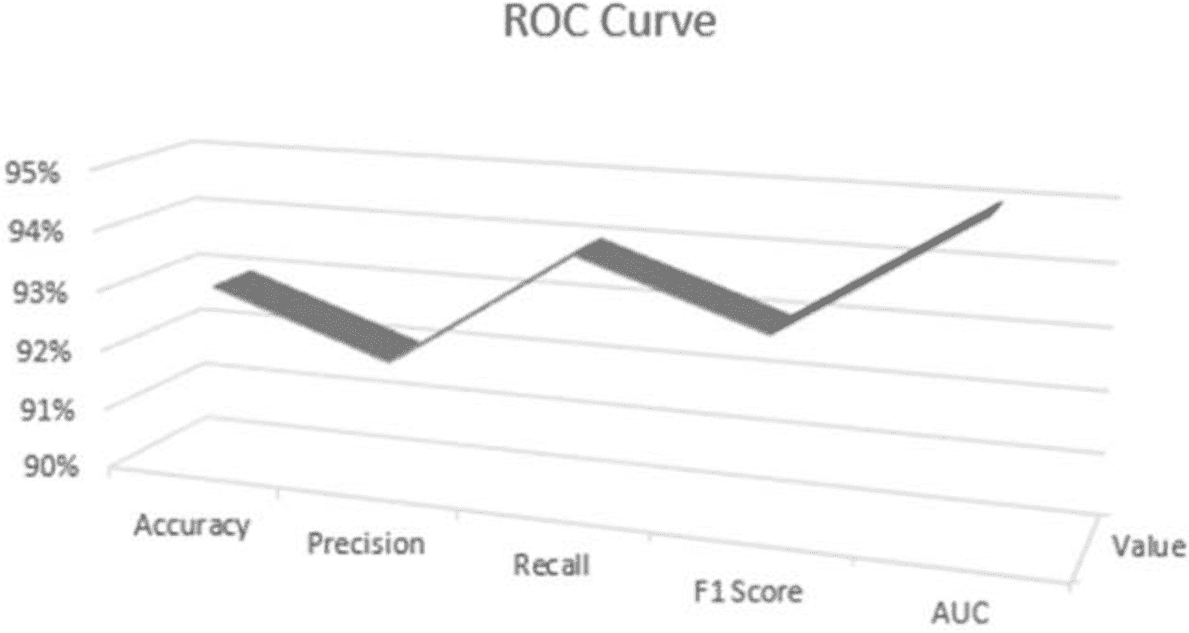 ROC Curve
95%
94%
93%
92%
91%
90%
Accuracy
Precision
Recall
F1 Score
AUC
Value